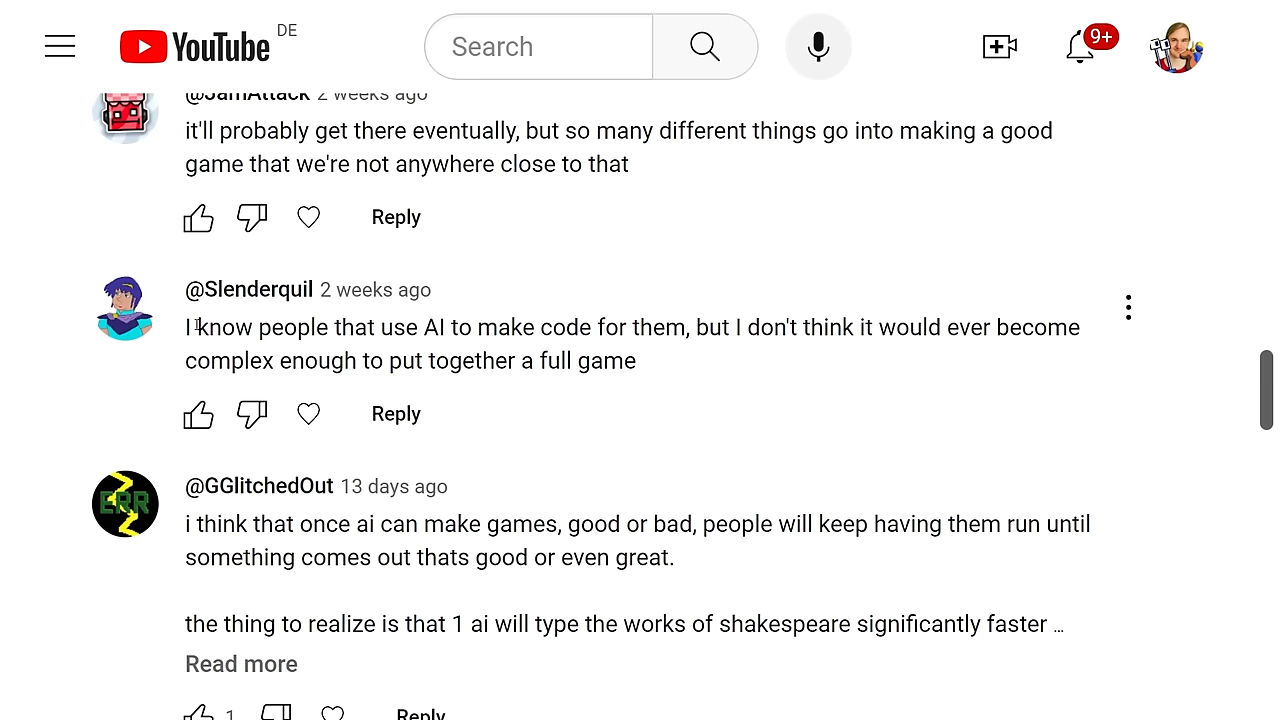 YouTube DE
Search
9+
@JamAttack 2 weeks ago
it'll probably get there eventually, but so many different things go into making a good
game that we're not anywhere close to that
Reply
@Slenderquil 2 weeks ago
I know people that use AI to make code for them, but I don't think it would ever become
complex enough to put together a full game
Reply
ERR
@GGlitchedOut 13 days ago
i think that once ai can make games, good or bad, people will keep having them run until
something comes out thats good or even great.
the thing to realize is that 1 ai will type the works of shakespeare significantly faster ...
Read more
1 Reply